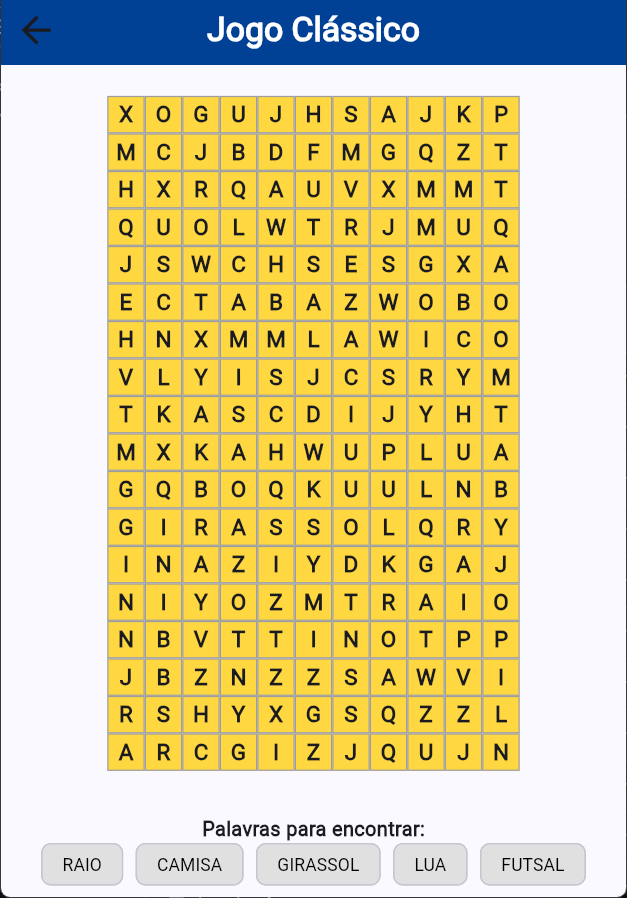 Jogo Clássico
X O G U J H S A J K P
M C J B D F M G Q Z T
H X R Q A U V X M M T
Q U O L W T R J M U Q
J S W C H S E S G X A
E C T A B A Z W O B O
H N X M M L A W I C O
V L Y I S J C S R Y M
T K A S C D I J Y H T
M X K A H W U P L U A
G Q B O Q K U U L N B
G I R A S S O L Q R Y
I N A Z I Y D K G A J
N I Y O Z M T R A I O
N B V T T I N O T P P
J B Z N Z Z S A W V I
R S H Y X G S Q Z Z L
A R C G I Z J Q U J N
Palavras para encontrar:
RAIO CAMISA GIRASSOL LUA FUTSAL